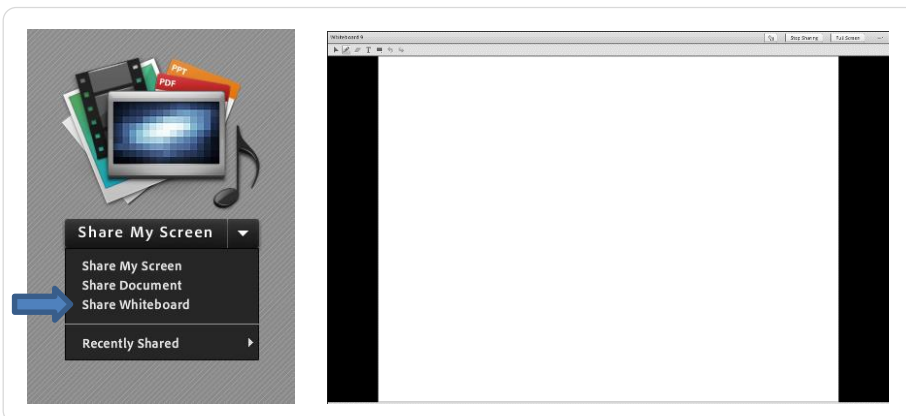 PPT
PDF
Share My Screen
Share My Screen
Share Document
Share Whiteboard
Recently Shared
Whiteboard 9
Stop Sharing
Full Screen
T